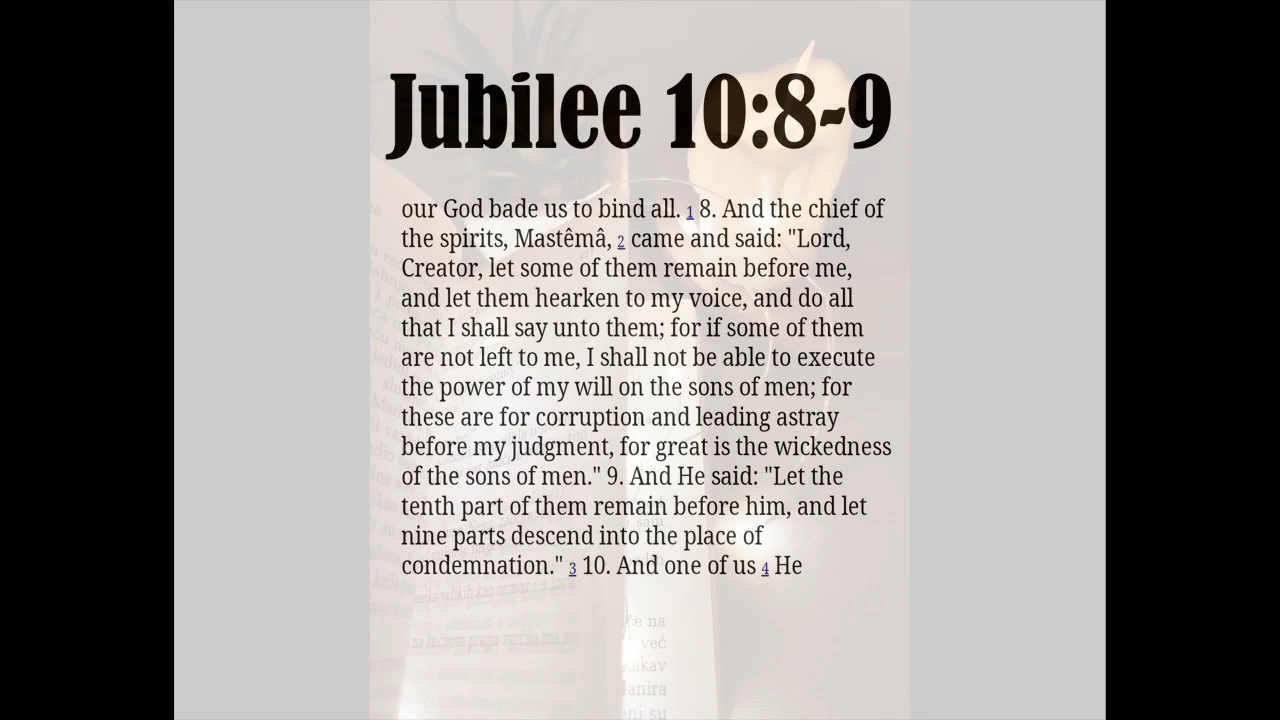 Jubilee 10:8-9
our God bade us to bind all. 1 8. And the chief of
the spirits, Mastêmâ, 2 came and said: "Lord,
Creator, let some of them remain before me,
and let them hearken to my voice, and do all
that I shall say unto them; for if some of them
are not left to me, I shall not be able to execute
the power of my will on the sons of men; for
these are for corruption and leading astray
before my judgment, for great is the wickedness
of the sons of men." 9. And He said: "Let the
tenth part of them remain before him, and let
nine parts descend into the place of
condemnation." 3 10. And one of us 4 He
če na
već
kakav
planira